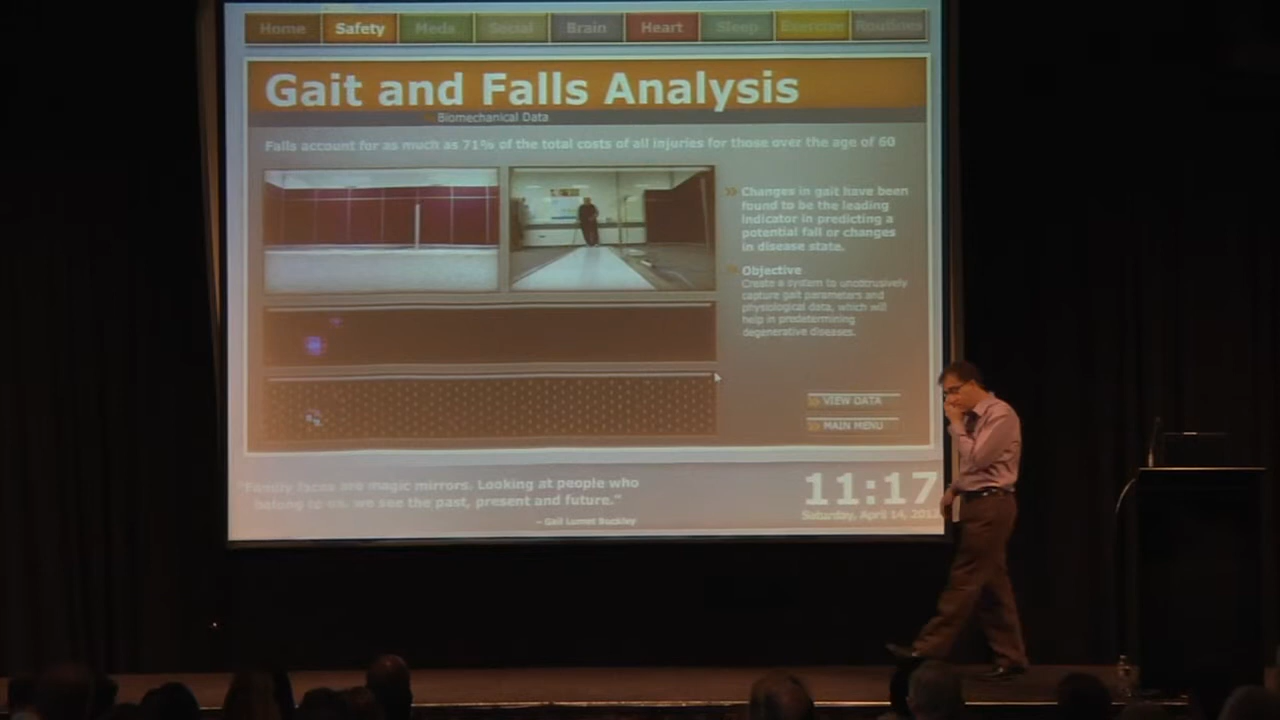 Home Safety Meds Social Brain Heart Sleep Exercise Routines
Gait and Falls Analysis
Biomechanical Data
Falls account for as much as 71% of the total costs of all injuries for those over the age of 60
Changes in gait have been
found to be the leading
indicator in predicting a
potential fall or changes
in disease state.
Objective
Create a system to unobtrusively
capture gait parameters and
physiological data, which will
help in predetermining
degenerative diseases.
VIEW DATA
MAIN MENU
"Family faces are magic mirrors. Looking at people who
belong to us, we see the past, present and future."
– Gail Lumet Buckley
11:17
Saturday, April 14, 2012